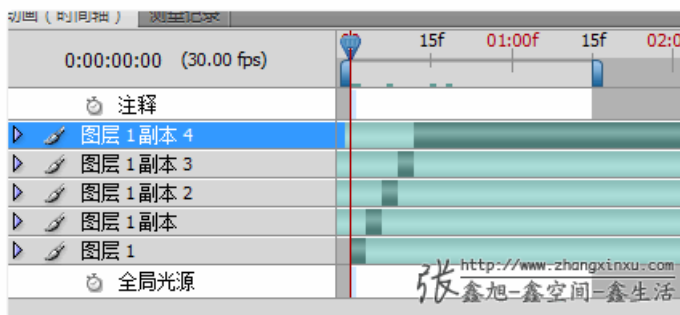 动画（时间轴） 测量记录
15f 01:00f 15f 02:0
0:00:00:00 (30.00 fps)
注释
图层 1 副本 4
图层 1 副本 3
图层 1 副本 2
图层 1 副本
图层 1
全局光源
http://www.zhangxinxu.com
张鑫旭-鑫空间-鑫生活